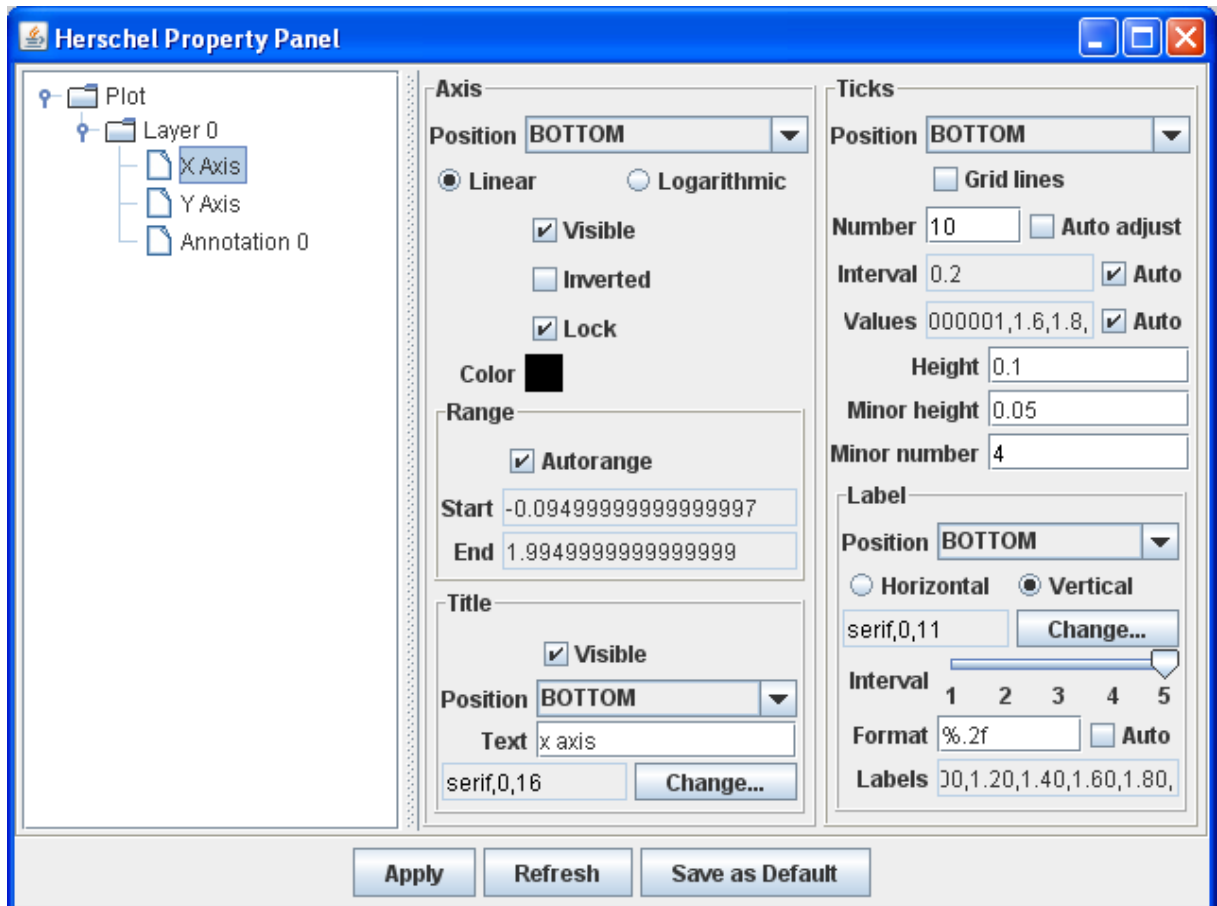 Herschel Property Panel
Plot
Layer 0
X Axis
Y Axis
Annotation 0
Axis
Position BOTTOM
Linear Logarithmic
Visible
Inverted
Lock
Color
Range
Autorange
Start -0.09499999999999997
End 1.9949999999999999
Title
Visible
Position BOTTOM
Text x axis
serif,0,16 Change...
Ticks
Position BOTTOM
Grid lines
Number 10 Auto adjust
Interval 0.2 Auto
Values 000001,1.6,1.8, Auto
Height 0.1
Minor height 0.05
Minor number 4
Label
Position BOTTOM
Horizontal Vertical
serif,0,11 Change...
Interval
1 2 3 4 5
Format %.2f Auto
Labels 00,1.20,1.40,1.60,1.80,
Apply Refresh Save as Default